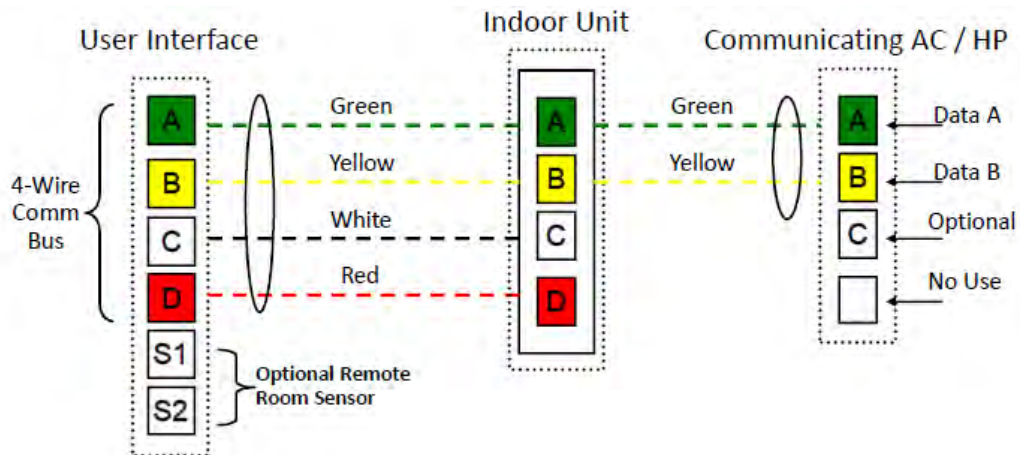 User Interface
Indoor Unit
Communicating AC / HP
4-Wire
Comm
Bus
A
B
C
D
S1
S2
Green
Yellow
White
Red
Optional Remote
Room Sensor
A
B
C
D
Green
Yellow
A
B
C
Data A
Data B
Optional
No Use